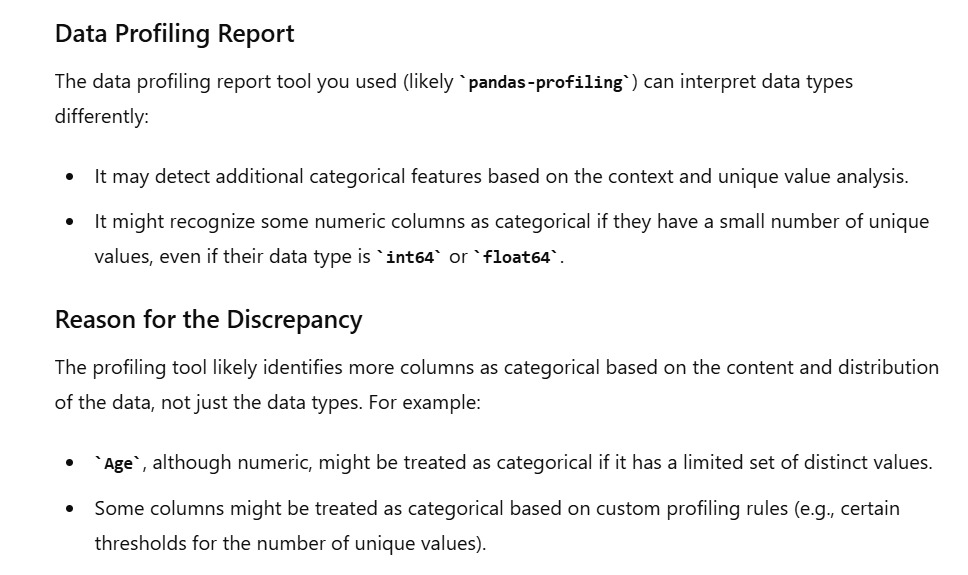 Data Profiling Report
The data profiling report tool you used (likely `pandas-profiling`) can interpret data types
differently:
• It may detect additional categorical features based on the context and unique value analysis.
• It might recognize some numeric columns as categorical if they have a small number of unique
values, even if their data type is `int64` or `float64`.
Reason for the Discrepancy
The profiling tool likely identifies more columns as categorical based on the content and distribution
of the data, not just the data types. For example:
• `Age`, although numeric, might be treated as categorical if it has a limited set of distinct values.
• Some columns might be treated as categorical based on custom profiling rules (e.g., certain
thresholds for the number of unique values).